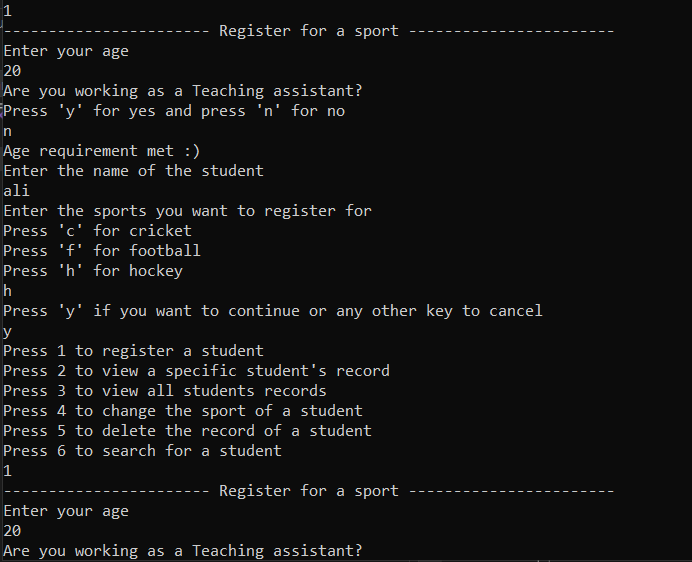 1
----------------------- Register for a sport -----------------------
Enter your age
20
Are you working as a Teaching assistant?
Press 'y' for yes and press 'n' for no
n
Age requirement met :)
Enter the name of the student
ali
Enter the sports you want to register for
Press 'c' for cricket
Press 'f' for football
Press 'h' for hockey
h
Press 'y' if you want to continue or any other key to cancel
y
Press 1 to register a student
Press 2 to view a specific student's record
Press 3 to view all students records
Press 4 to change the sport of a student
Press 5 to delete the record of a student
Press 6 to search for a student
1
----------------------- Register for a sport -----------------------
Enter your age
20
Are you working as a Teaching assistant?